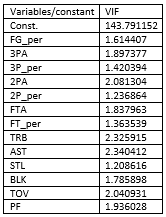 Variables/constant VIF
Const. 143.791152
FG_per 1.614407
3PA 1.897377
3P_per 1.420394
2PA 2.081304
2P_per 1.236864
FTA 1.837963
FT_per 1.363539
TRB 2.325915
AST 2.340412
STL 1.208616
BLK 1.785898
TOV 2.040931
PF 1.936028